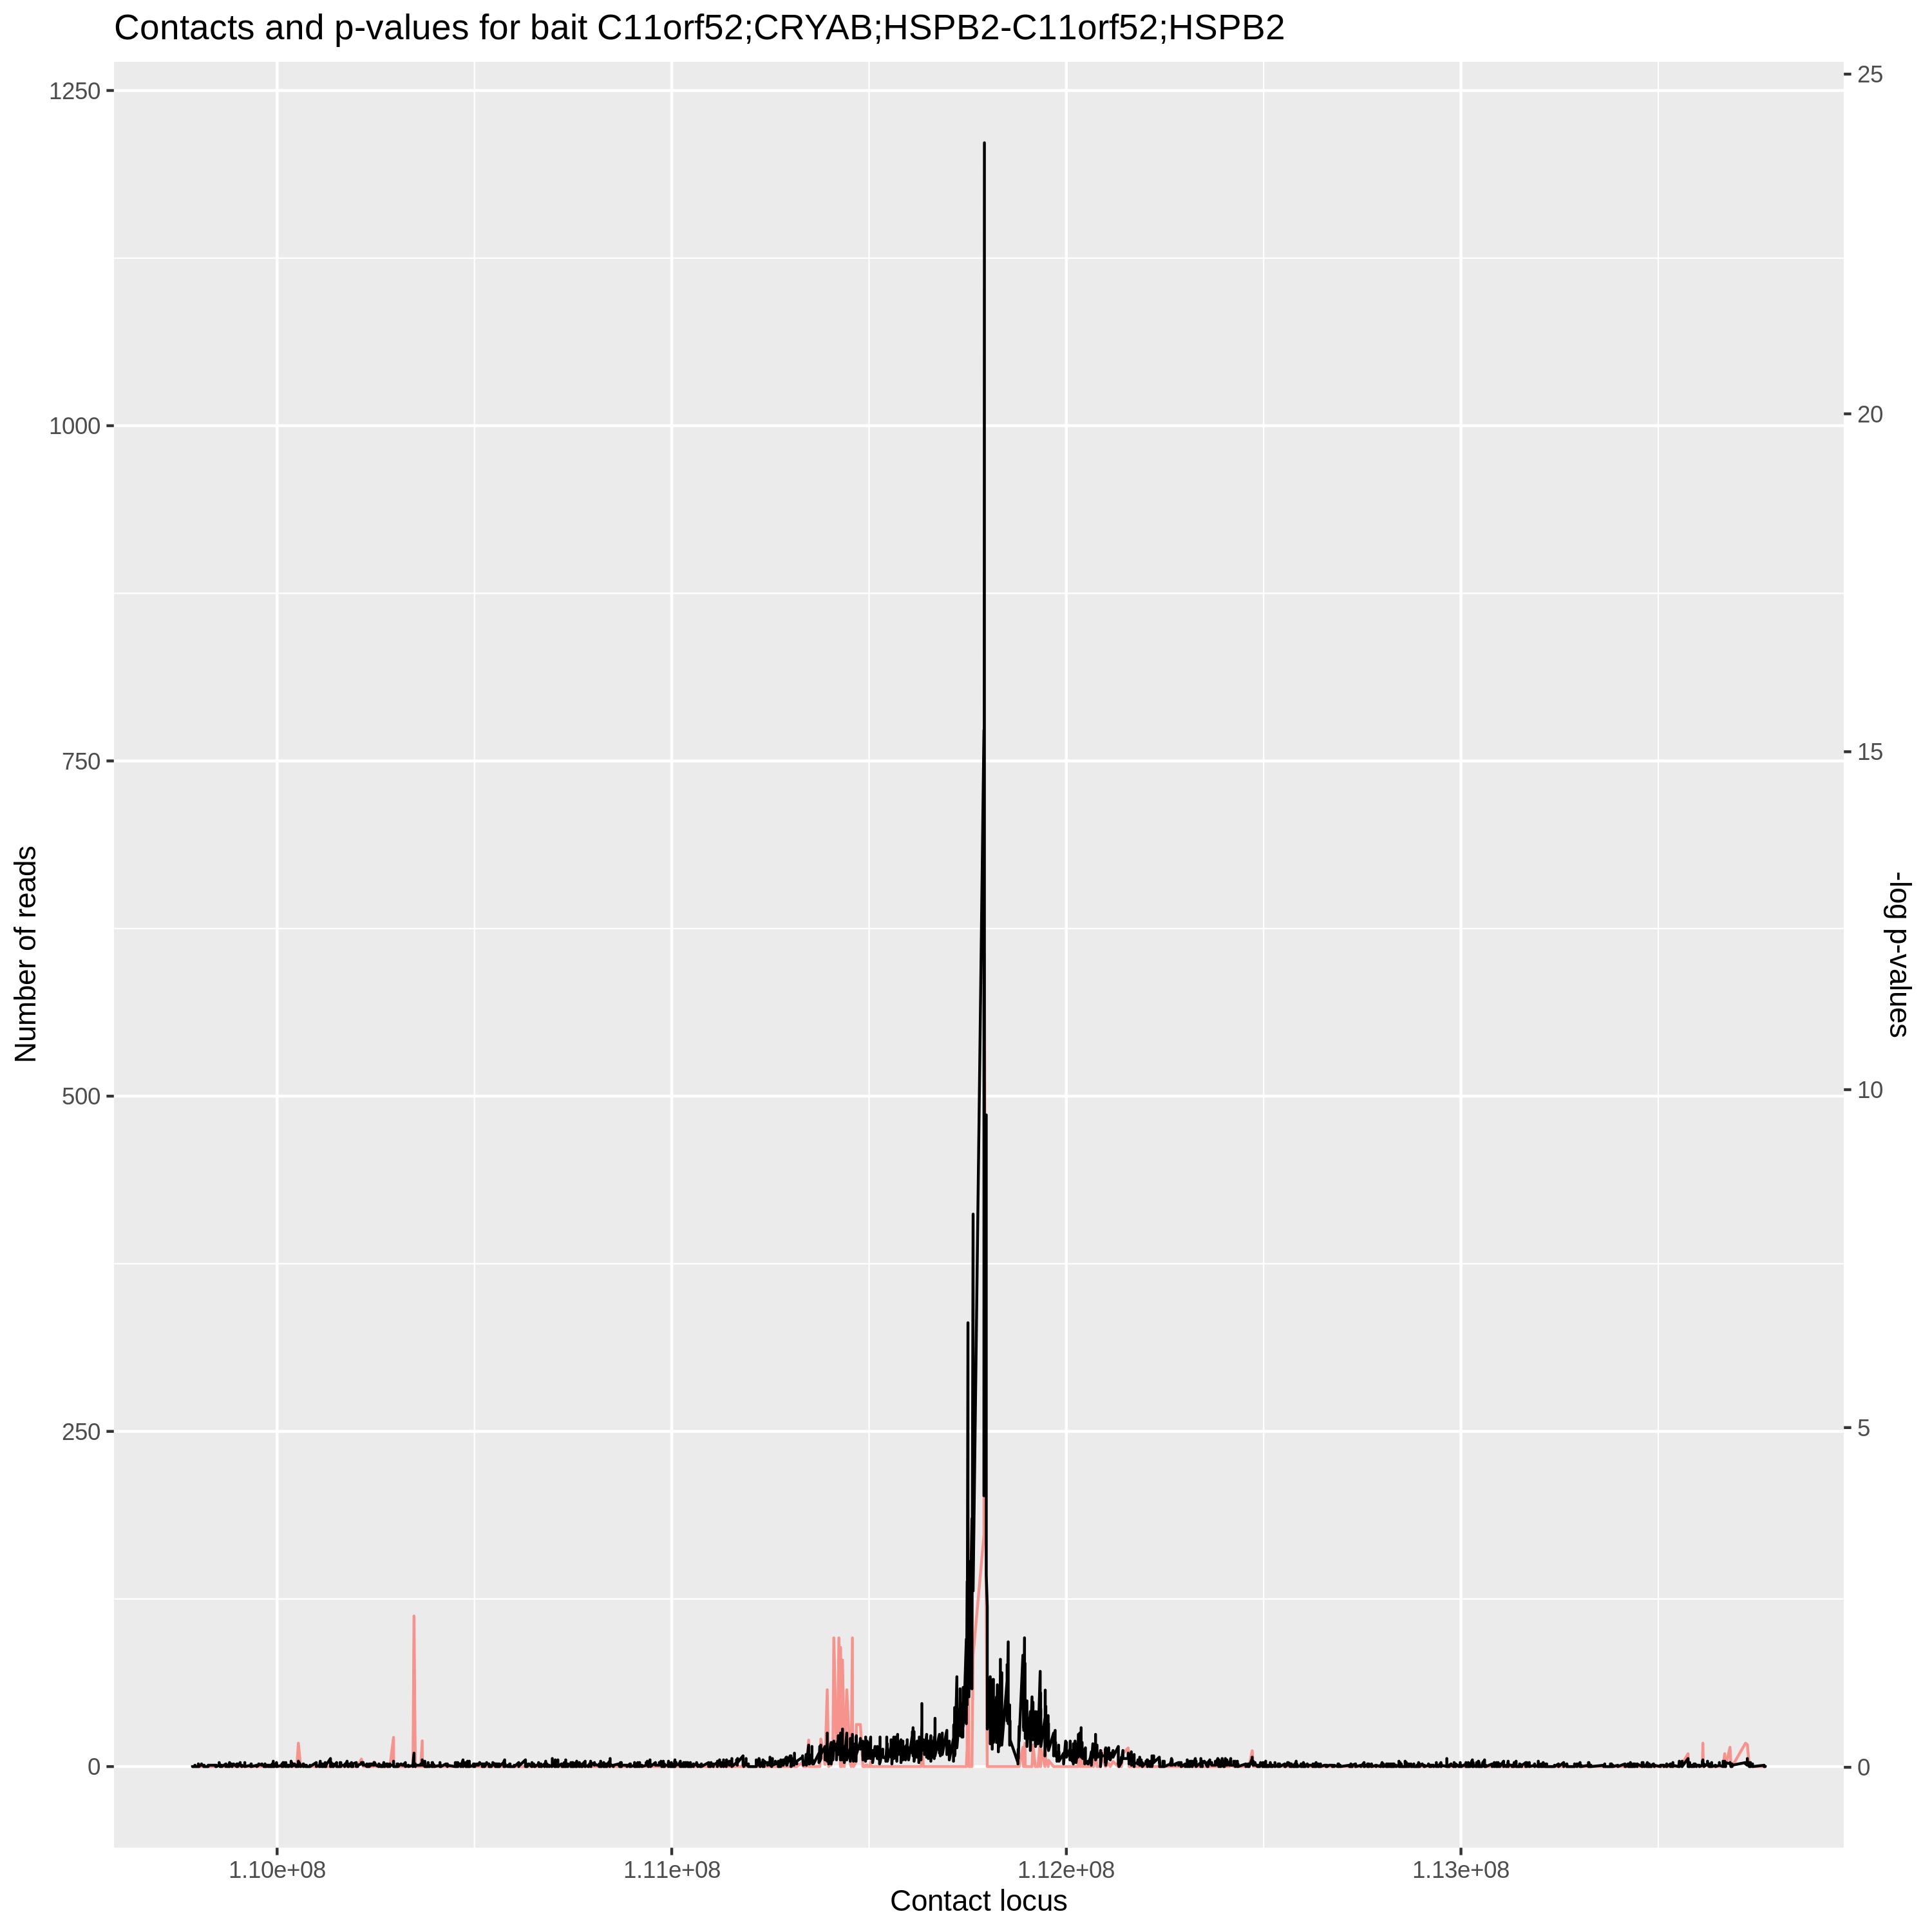 Contacts and p-values for bait C11orf52;CRYAB;HSPB2-C11orf52;HSPB2
1250
1000
750
500
250
0
Number of reads
25
20
15
10
5
0
-log p-values
1.10e+08
1.11e+08
1.12e+08
1.13e+08
Contact locus